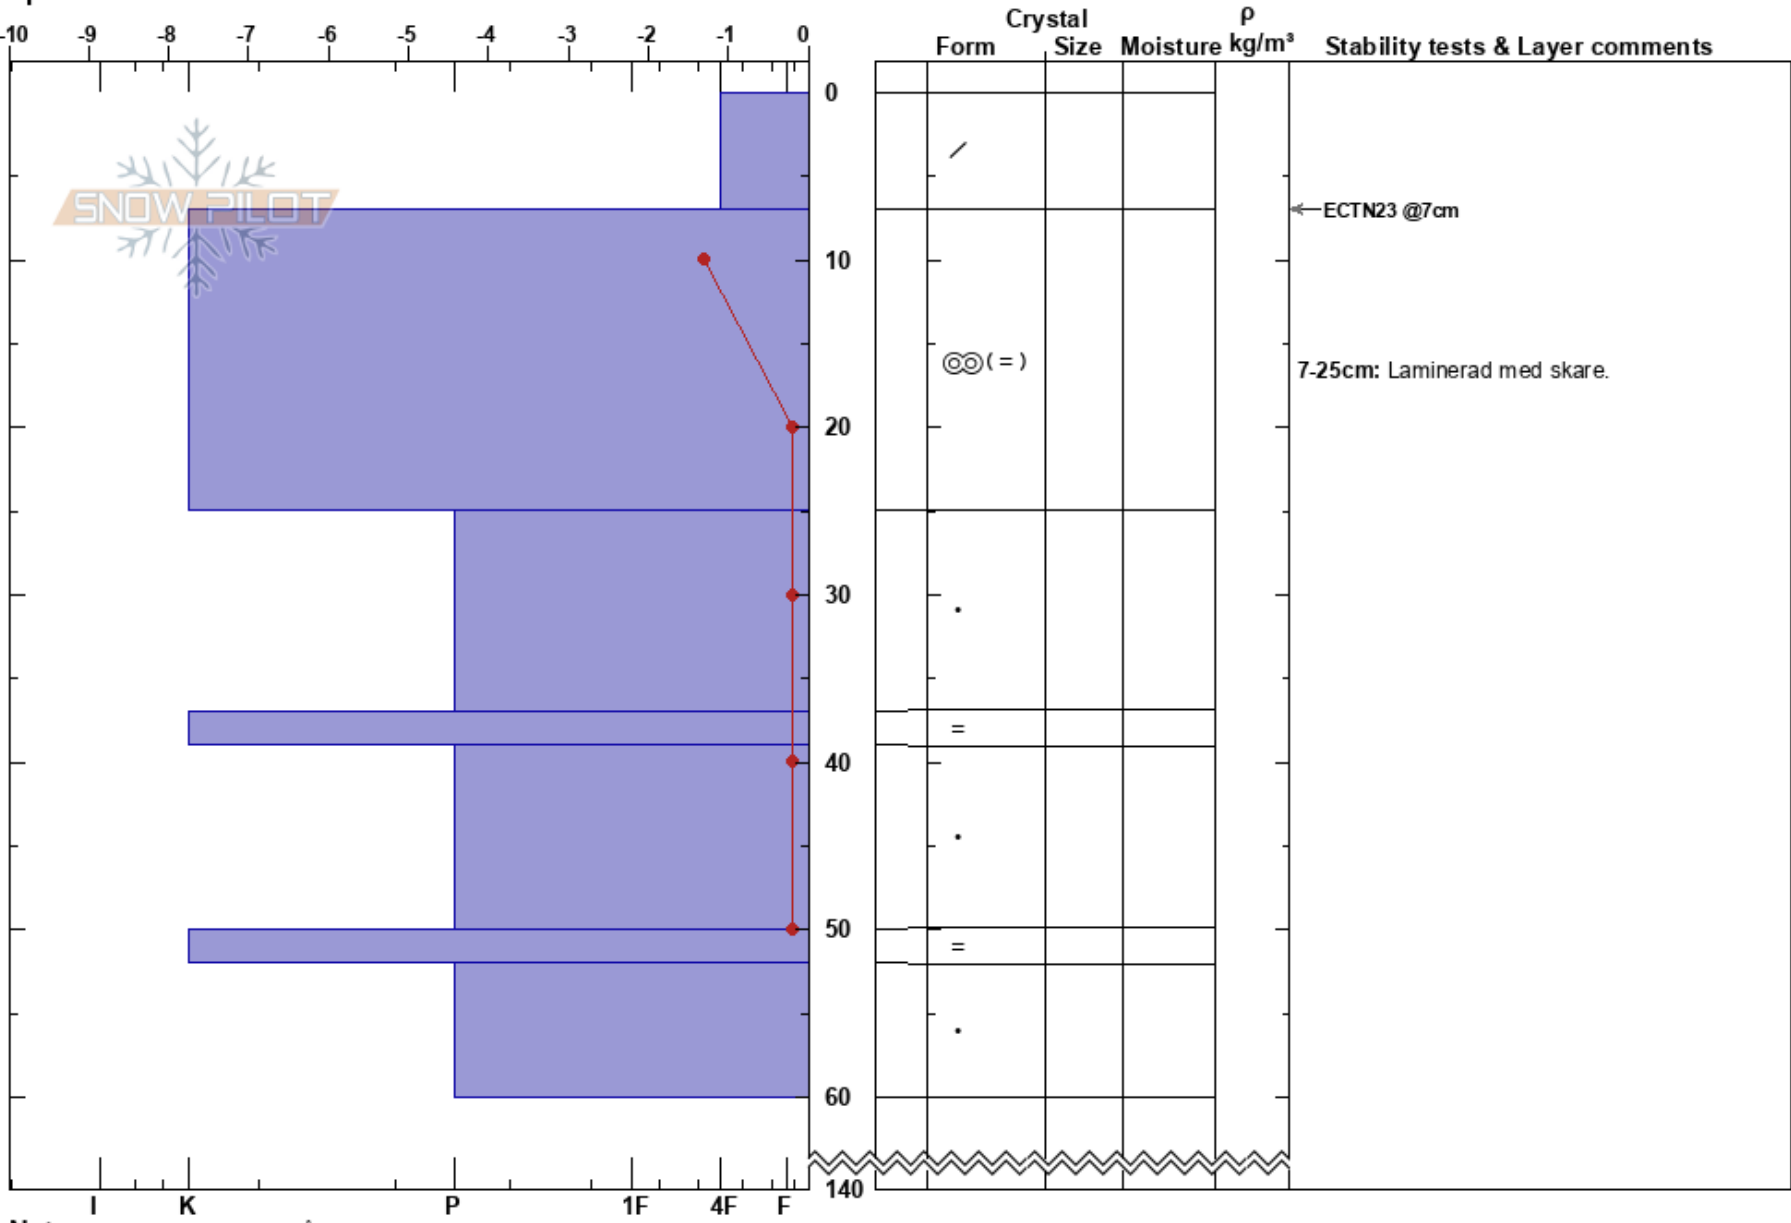 -10 -9 -8 -7 -6 -5 -4 -3 -2 -1 0
Crystal
Form Size Moisture ρ kg/m³ Stability tests & Layer comments
0
SNOW PILOT
ECTN23 @7cm
10
(=)
7-25cm: Laminerad med skare.
20
30
=
40
50
=
60
140
I K P 1F 4F F